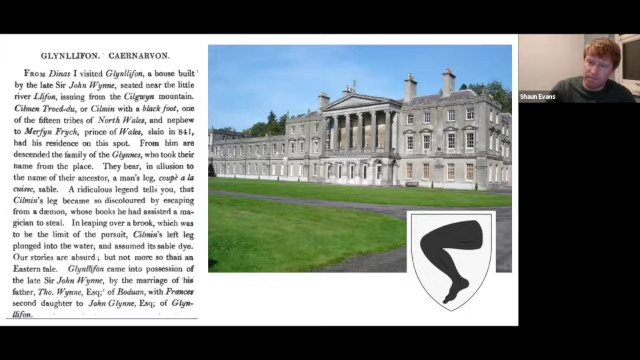 GLYNLLIFON. CAERNARVON.
FROM Dinas I visited Glynllifon, a house built
by the late Sir John Wynne, seated near the little
river Llifon, issuing from the Cilgwyn mountain.
Cilmen Troed-du, or Cilmin with a black foot, one
of the fifteen tribes of North Wales, and nephew
to Merfyn Frych, prince of Wales, slain in 841,
had his residence on this spot. From him are
descended the family of the Glynnes, who took their
name from the place. They bear, in allusion to
the name of their ancestor, a man's leg, coupè a la
cuisse, sable. A ridiculous legend tells you, that
Cilmin's leg became so discoloured by escaping
from a dæmon, whose books he had assisted a ma-
gician to steal. In leaping over a brook, which was
to be the limit of the pursuit, Cilmin's left leg
plunged into the water, and assumed its sable dye.
Our stories are absurd; but not more so than an
Eastern tale. Glynllifon came into possession of
the late Sir John Wynne, by the marriage of his
father, Tho. Wynne, Esq; of Boduan, with Frances
second daughter to John Glynne, Esq; of Glyn-
llifon.
Shaun Evans